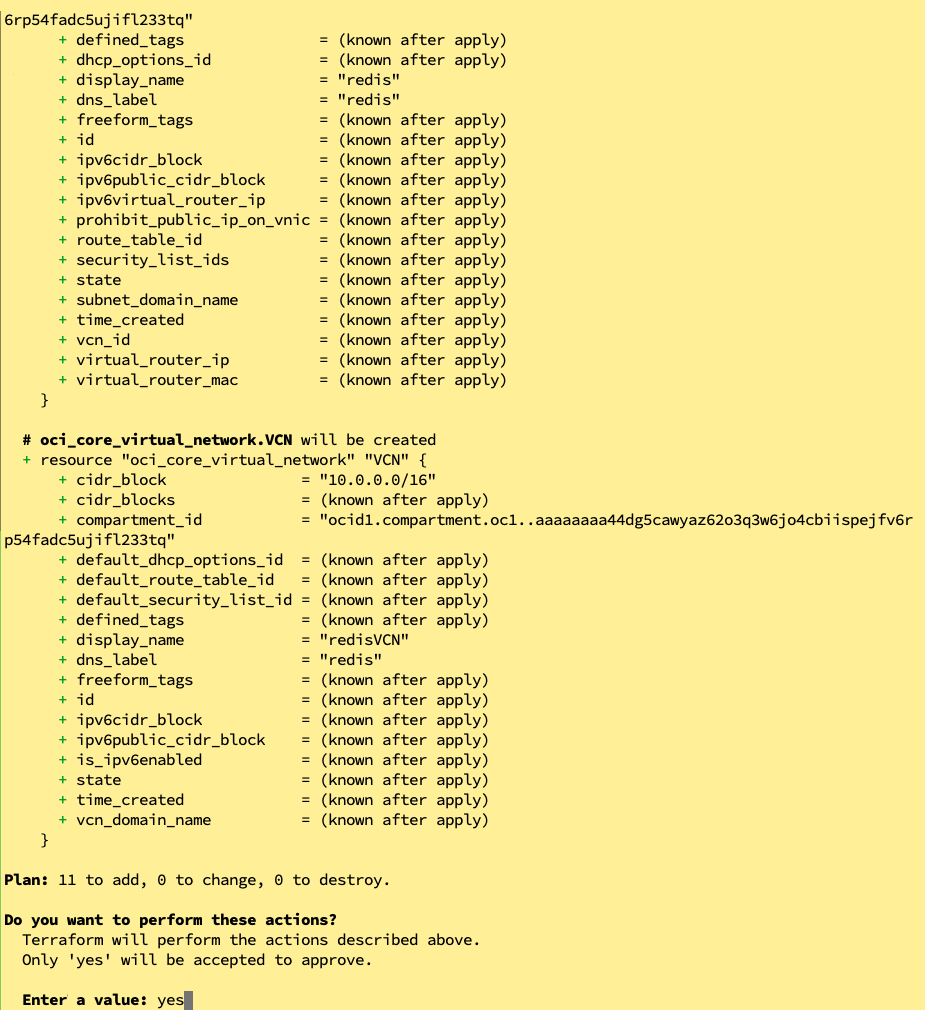 6rp54fadc5ujifl233tq"
+ defined_tags = (known after apply)
+ dhcp_options_id = (known after apply)
+ display_name = "redis"
+ dns_label = "redis"
+ freeform_tags = (known after apply)
+ id = (known after apply)
+ ipv6cidr_block = (known after apply)
+ ipv6public_cidr_block = (known after apply)
+ ipv6virtual_router_ip = (known after apply)
+ prohibit_public_ip_on_vnic = (known after apply)
+ route_table_id = (known after apply)
+ security_list_ids = (known after apply)
+ state = (known after apply)
+ subnet_domain_name = (known after apply)
+ time_created = (known after apply)
+ vcn_id = (known after apply)
+ virtual_router_ip = (known after apply)
+ virtual_router_mac = (known after apply)
}
# oci_core_virtual_network.VCN will be created
+ resource "oci_core_virtual_network" "VCN" {
+ cidr_block = "10.0.0.0/16"
+ cidr_blocks = (known after apply)
+ compartment_id = "ocid1.compartment.oc1..aaaaaaaa44dg5cawyaz62o3q3w6jo4cbiispejfv6r
p54fadc5ujifl233tq"
+ default_dhcp_options_id = (known after apply)
+ default_route_table_id = (known after apply)
+ default_security_list_id = (known after apply)
+ defined_tags = (known after apply)
+ display_name = "redisVCN"
+ dns_label = "redis"
+ freeform_tags = (known after apply)
+ id = (known after apply)
+ ipv6cidr_block = (known after apply)
+ ipv6public_cidr_block = (known after apply)
+ is_ipv6enabled = (known after apply)
+ state = (known after apply)
+ time_created = (known after apply)
+ vcn_domain_name = (known after apply)
}
Plan: 11 to add, 0 to change, 0 to destroy.
Do you want to perform these actions?
Terraform will perform the actions described above.
Only 'yes' will be accepted to approve.
Enter a value: yes